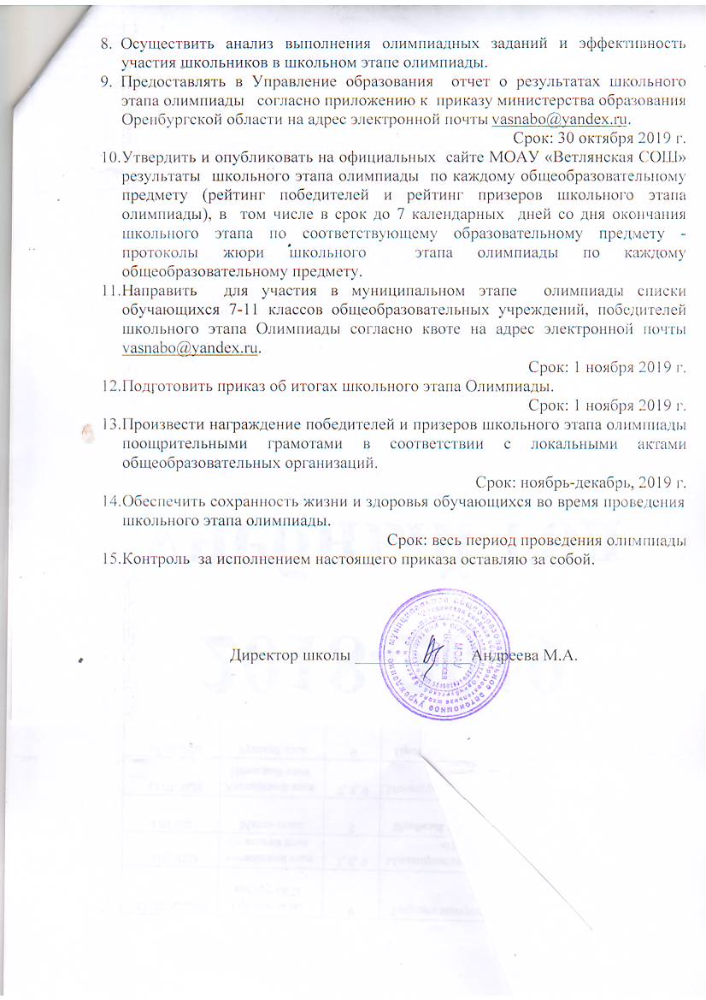 8. Осуществить анализ выполнения олимпиадных заданий и эффективность
участия школьников в школьном этапе олимпиады.
9. Предоставлять в Управление образования отчет о результатах школьного
этапа олимпиады согласно приложению к приказу министерства образования
Оренбургской области на адрес электронной почты vasnabo@yandex.ru.
Срок: 30 октября 2019 г.
10.Утвердить и опубликовать на официальных сайте МОАУ «Ветлянская СОШ»
результаты школьного этапа олимпиады по каждому общеобразовательному
предмету (рейтинг победителей и рейтинг призеров школьного этапа
олимпиады), в том числе в срок до 7 календарных дней со дня окончания
школьного этапа по соответствующему образовательному предмету -
протоколы жюри школьного этапа олимпиады по каждому
общеобразовательному предмету.
11.Направить для участия в муниципальном этапе олимпиады списки
обучающихся 7-11 классов общеобразовательных учреждений, победителей
школьного этапа Олимпиады согласно квоте на адрес электронной почты
vasnabo@yandex.ru.
Срок: 1 ноября 2019 г.
12.Подготовить приказ об итогах школьного этапа Олимпиады.
Срок: 1 ноября 2019 г.
13.Произвести награждение победителей и призеров школьного этапа олимпиады
поощрительными грамотами в соответствии с локальными актами
общеобразовательных организаций.
Срок: ноябрь-декабрь, 2019 г.
14.Обеспечить сохранность жизни и здоровья обучающихся во время проведения
школьного этапа олимпиады.
Срок: весь период проведения олимпиады
15.Контроль за исполнением настоящего приказа оставляю за собой.
Директор школы Андреева М.А.